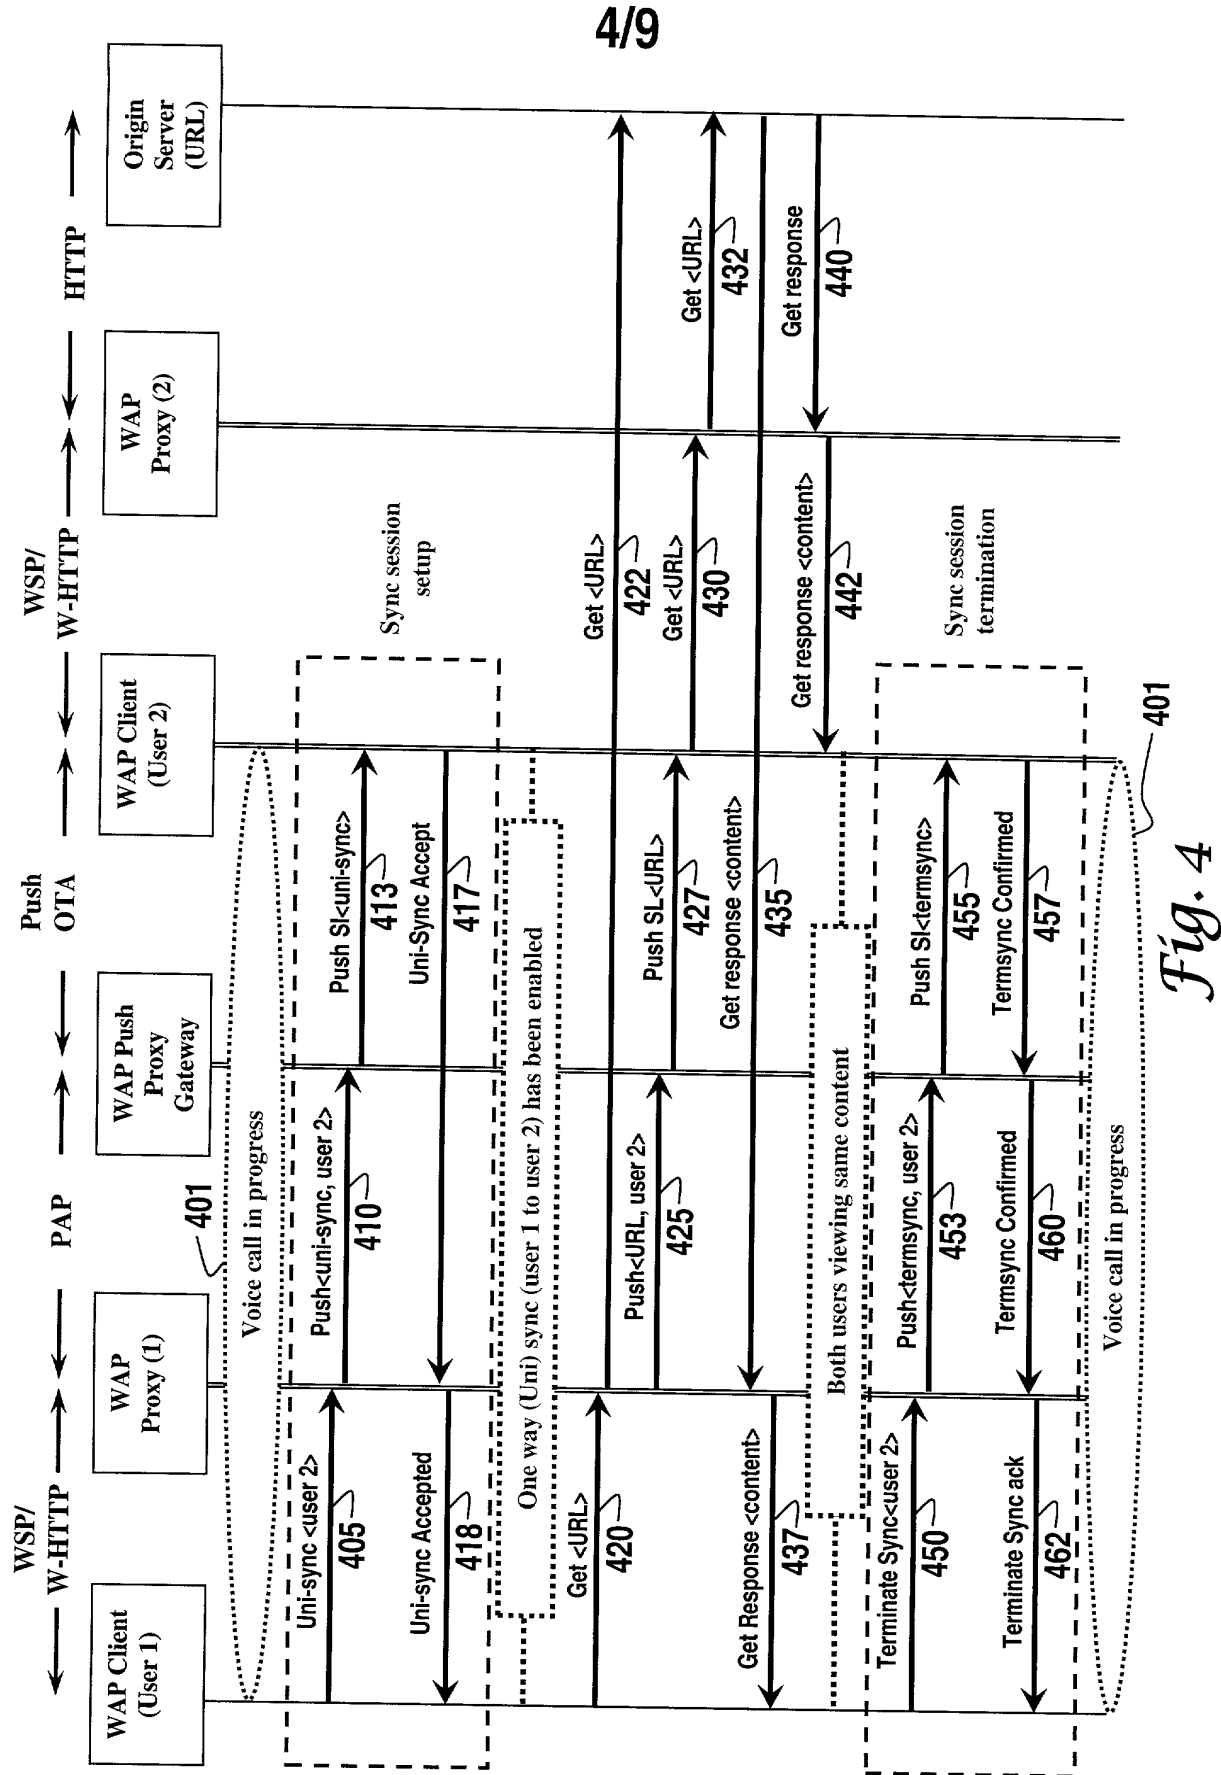 4/9
WSP/
W-HTTP
PAP
Push
OTA
WSP/
W-HTTP
HTTP
WAP Client
(User 1)
WAP
Proxy (1)
WAP Push
Proxy
Gateway
WAP Client
(User 2)
WAP
Proxy (2)
Origin
Server
(URL)
401
Voice call in progress
Uni-sync <user 2>
405
Push<uni-sync, user 2>
410
Push SI<uni-sync>
413
Sync session
setup
Uni-Sync Accept
417
Uni-sync Accepted
418
One way (Uni) sync (user 1 to user 2) has been enabled
Get <URL>
420
Get <URL>
422
Push<URL, user 2>
425
Push SL<URL>
427
Get <URL>
430
Get <URL>
432
Get response <content>
435
Get Response <content>
437
Get response
440
Get response <content>
442
Both users viewing same content
Terminate Sync<user 2>
450
Push<termsync, user 2>
453
Push SI<termsync>
455
Sync session
termination
Termsync Confirmed
457
Termsync Confirmed
460
Terminate Sync ack
462
Voice call in progress
401
Fig. 4